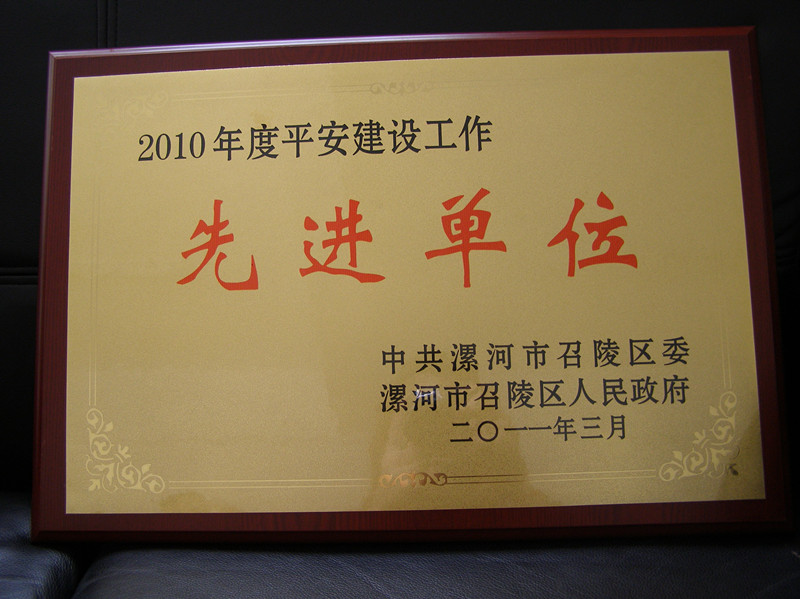 2010年度平安建设工作
先进单位
中共漯河市召陵区委
漯河市召陵区人民政府
二〇一一年三月